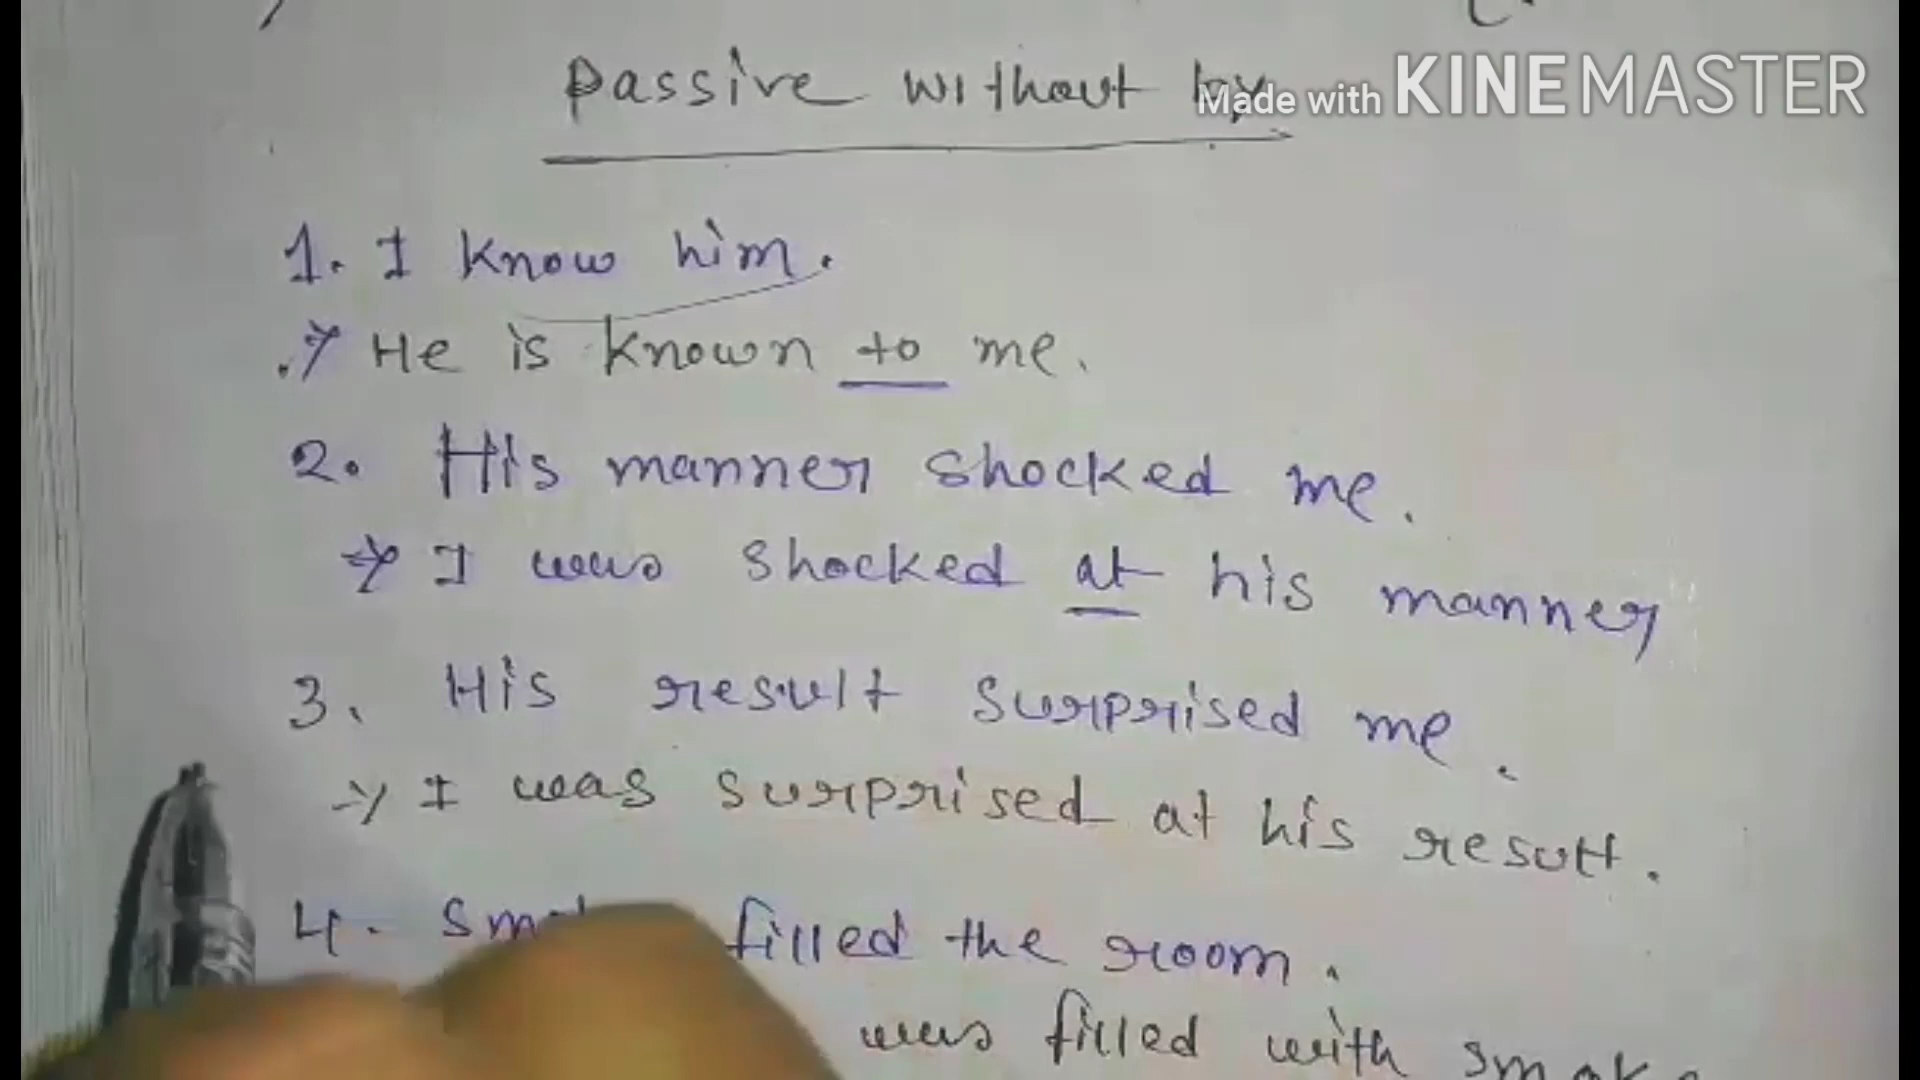 Passive without by
Made with KINEMASTER
1. I know him.
→ He is known to me.
2. His manner shocked me.
→ I was shocked at his manner
3. His result surprised me.
→ I was surprised at his result.
4. filled the room.
was filled with